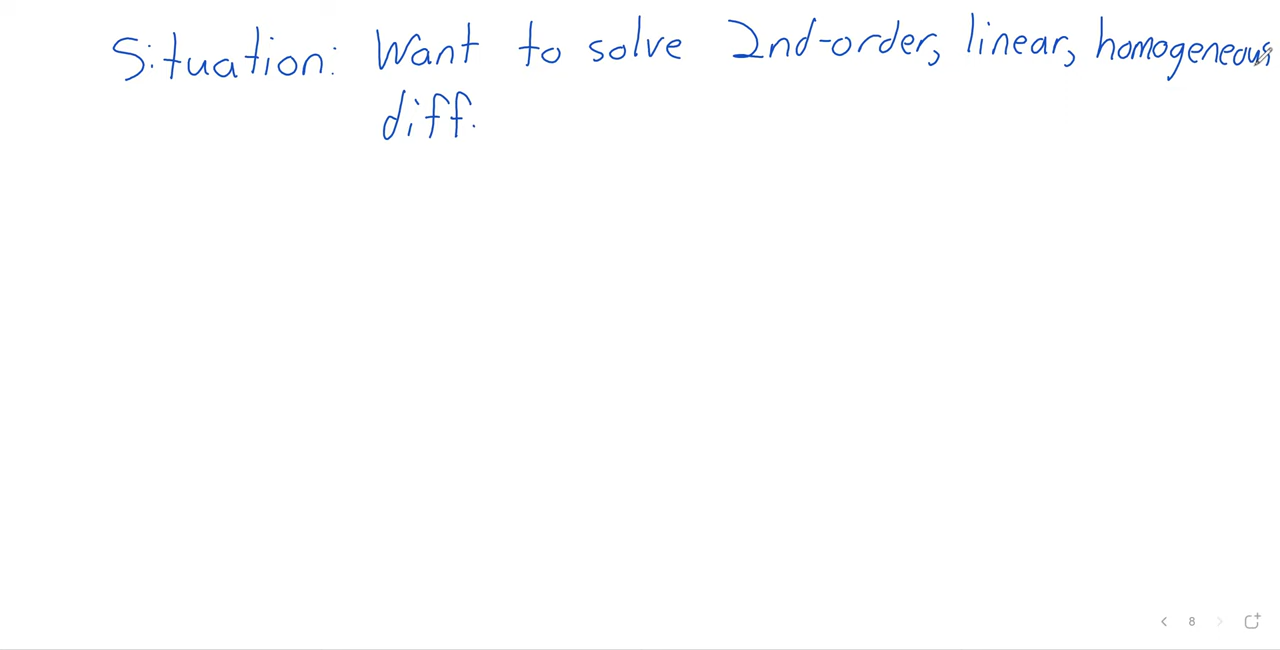 Situation: Want to solve 2nd-order, linear, homogeneous
diff.
8